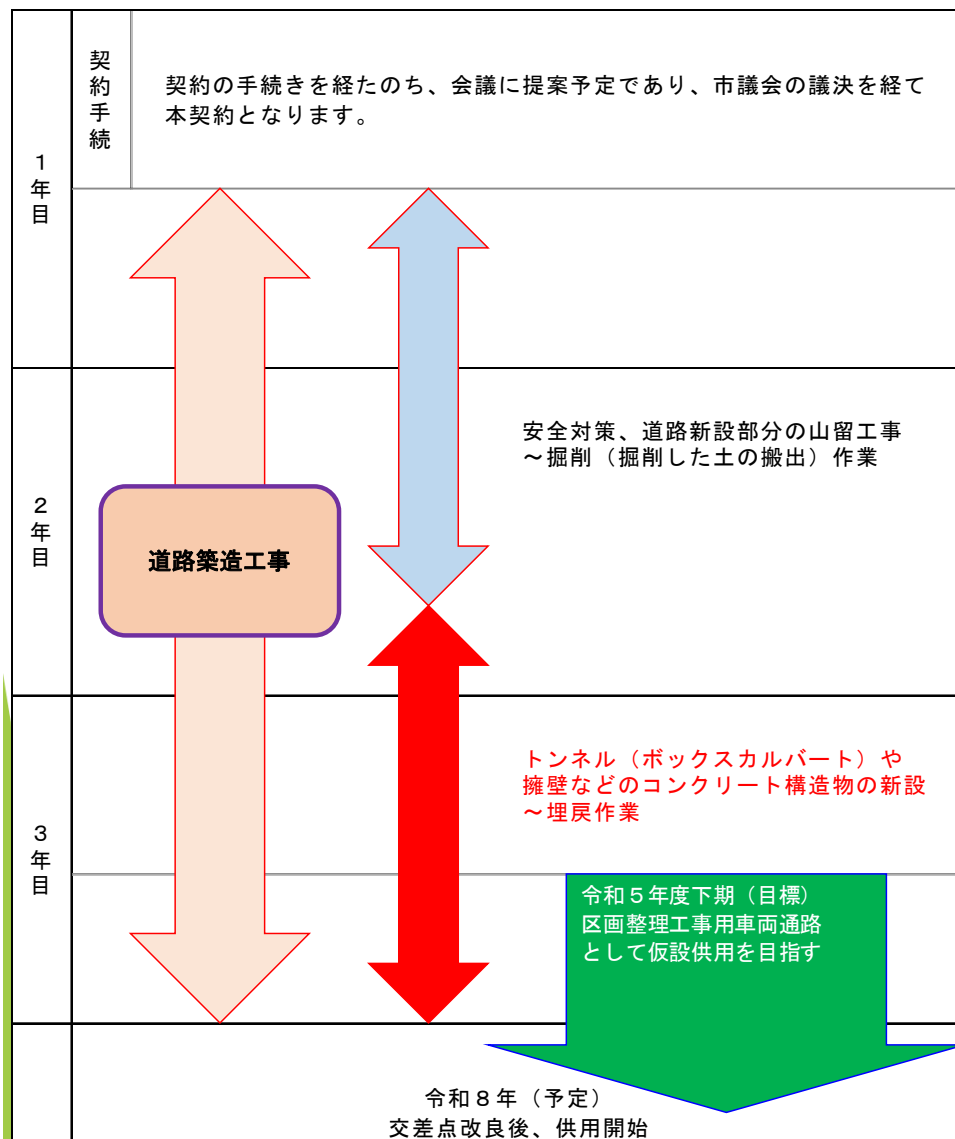 １年目
契約手続
契約の手続きを経たのち、会議に提案予定であり、市議会の議決を経て
本契約となります。
２年目
安全対策、道路新設部分の山留工事
～掘削（掘削した土の搬出）作業
道路築造工事
３年目
トンネル（ボックスカルバート）や
擁壁などのコンクリート構造物の新設
～埋戻作業
令和５年度下期（目標）
区画整理工事用車両通路
として仮設供用を目指す
令和８年（予定）
交差点改良後、供用開始